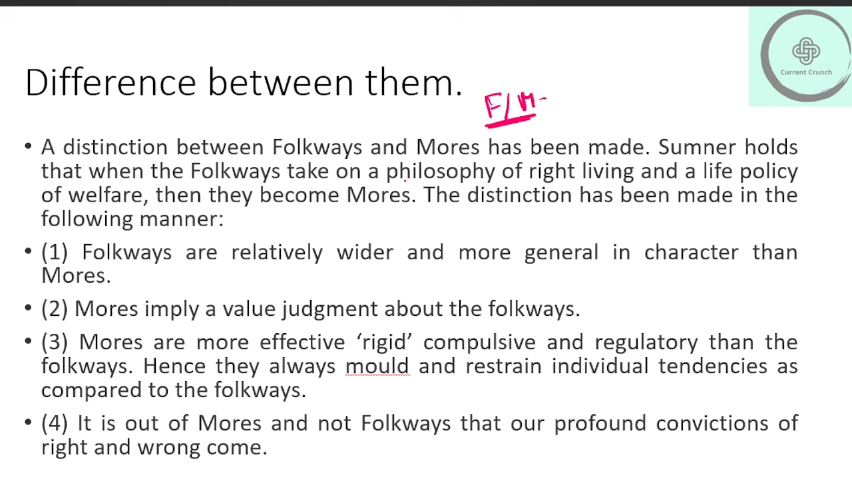 Current Crunch
Difference between them.
F/M-
• A distinction between Folkways and Mores has been made. Sumner holds
that when the Folkways take on a philosophy of right living and a life policy
of welfare, then they become Mores. The distinction has been made in the
following manner:
• (1) Folkways are relatively wider and more general in character than
Mores.
• (2) Mores imply a value judgment about the folkways.
• (3) Mores are more effective ‘rigid’ compulsive and regulatory than the
folkways. Hence they always mould and restrain individual tendencies as
compared to the folkways.
• (4) It is out of Mores and not Folkways that our profound convictions of
right and wrong come.